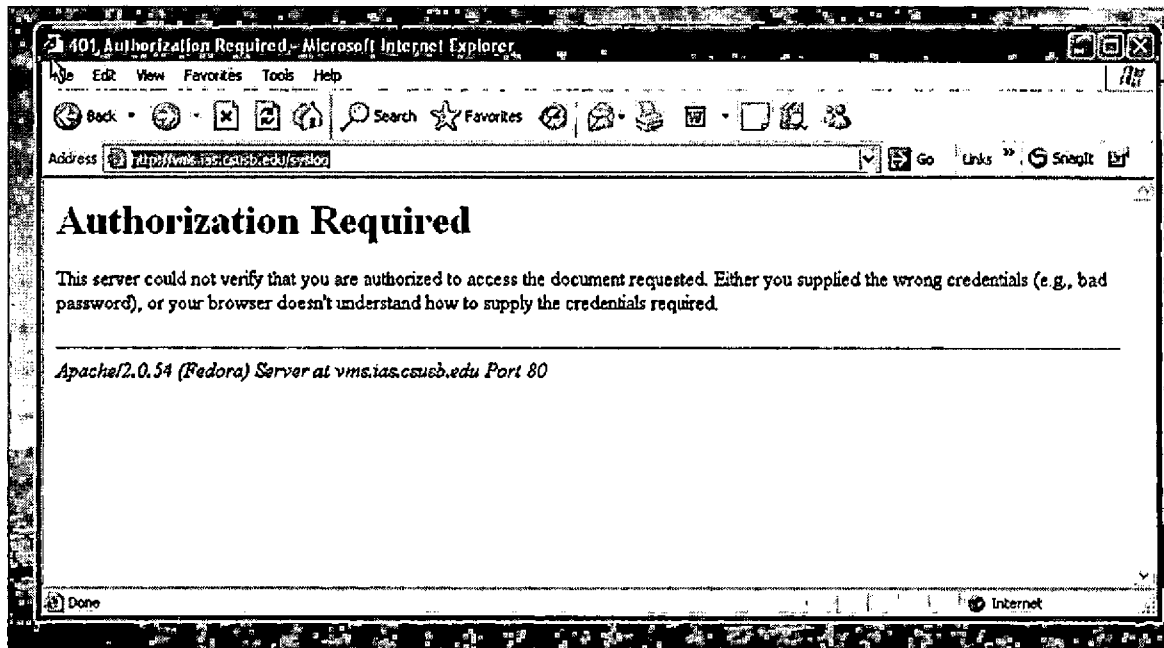 401 Authorization Required - Microsoft Internet Explorer
File Edit View Favorites Tools Help
Back Search Favorites
Address http://vms.ias.csusb.edu/syslog Go Links » SnagIt
Authorization Required
This server could not verify that you are authorized to access the document requested. Either you supplied the wrong credentials (e.g., bad
password), or your browser doesn't understand how to supply the credentials required.
Apache/2.0.54 (Fedora) Server at vms.ias.csusb.edu Port 80
Done Internet